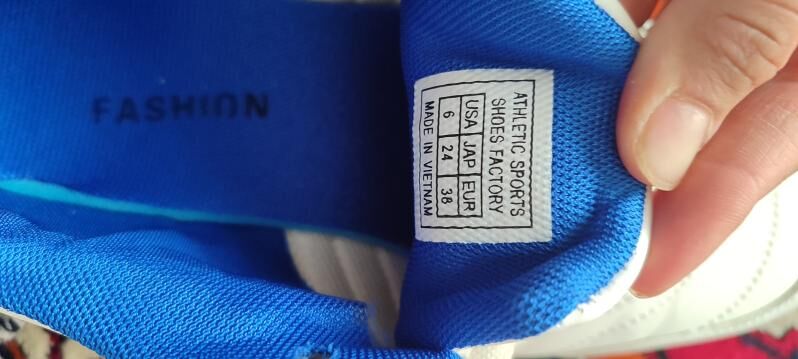 FASHION
ATHLETIC SPORTS
SHOES FACTORY
USA JAP EUR
6 24 38
MADE IN VIETNAM